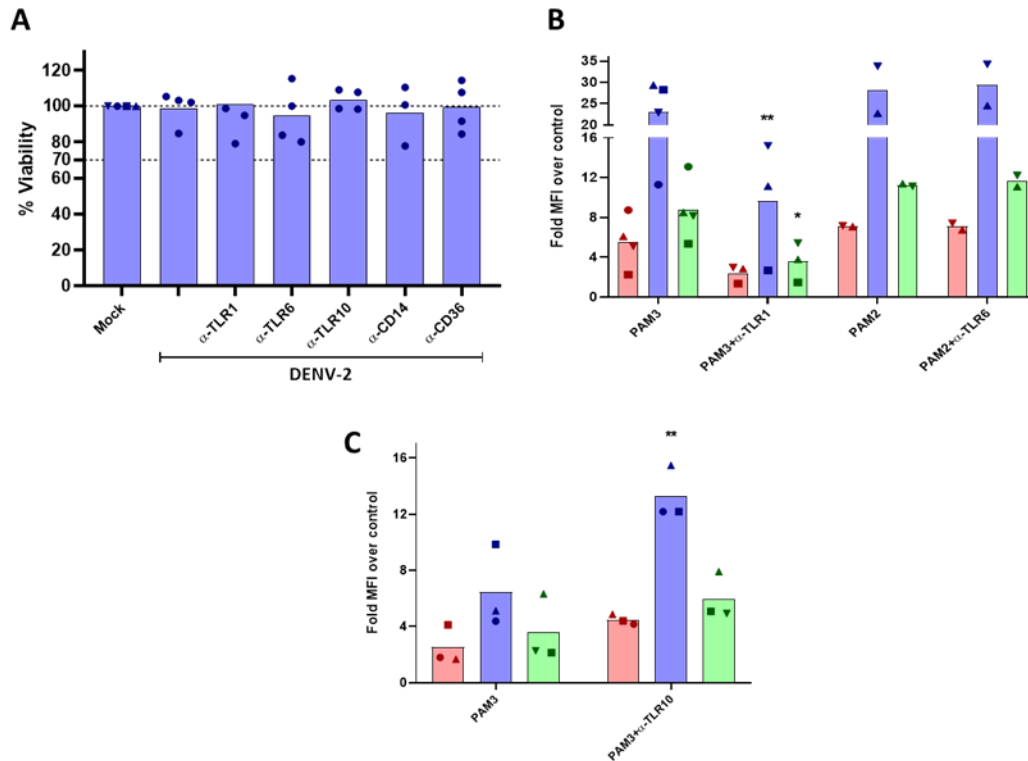 A
% Viability
120
100
80
70
60
40
20
0
Mock
α-TLR1
α-TLR6
α-TLR10
α-CD14
α-CD36
DENV-2
B
Fold MFI over control
35
30
25
20
16
12
8
4
0
**
*
PAM3
PAM3+α-TLR1
PAM2
PAM2+α-TLR6
C
Fold MFI over control
16
12
8
4
0
**
PAM3
PAM3+α-TLR10